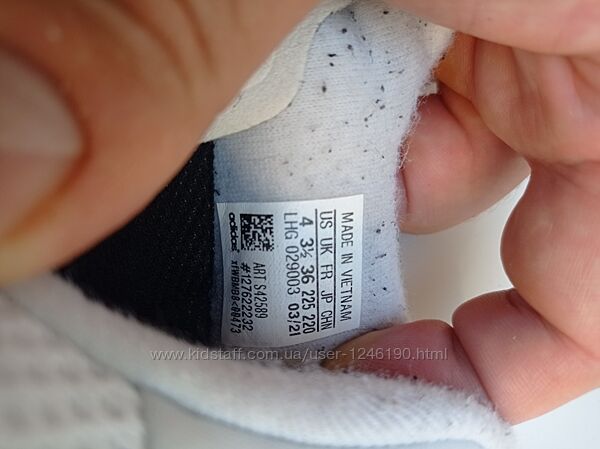 MADE IN VIETNAM
US UK FR JP CHN
4 3½ 36 225 220
LHG 029003 03/21
adidas
ART S42589
#127622232
www.kidstaff.com.ua/user-1246190.html